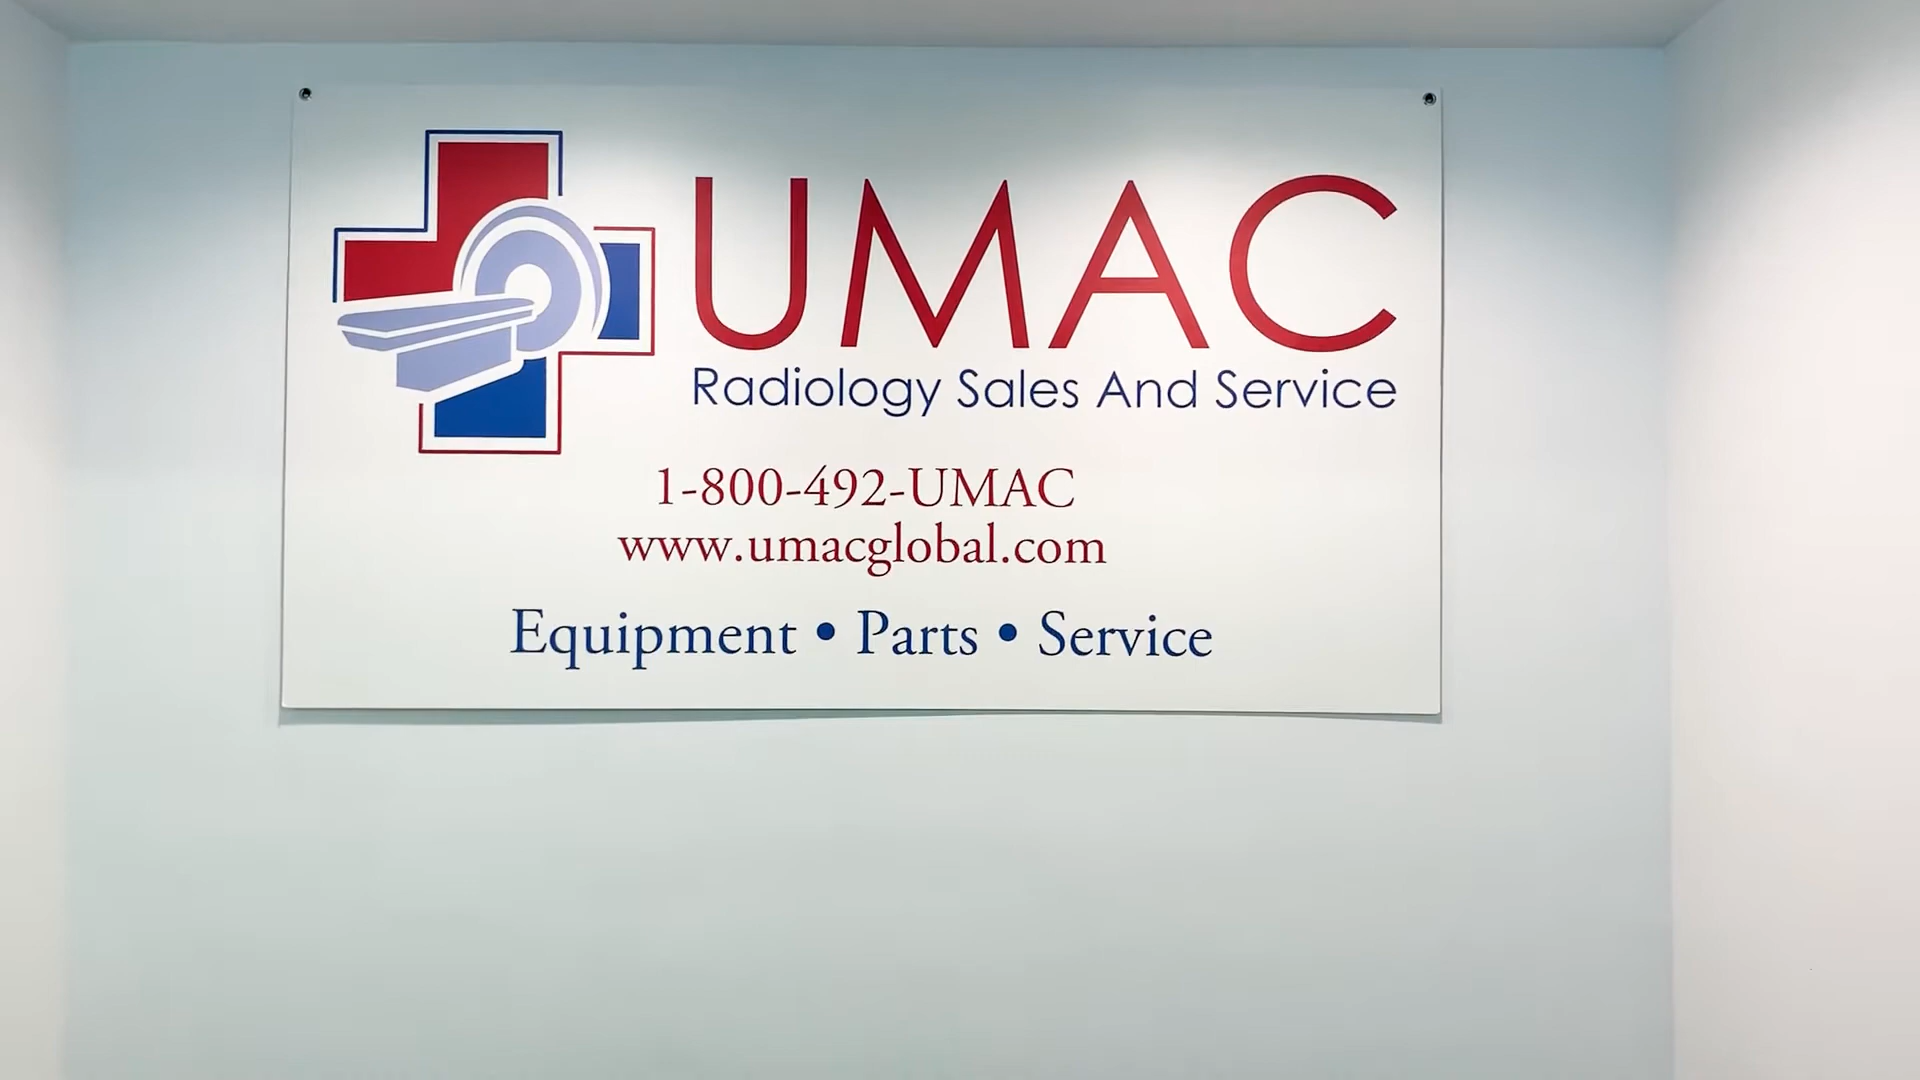 UMAC
Radiology Sales And Service
1-800-492-UMAC
www.umacglobal.com
Equipment • Parts • Service